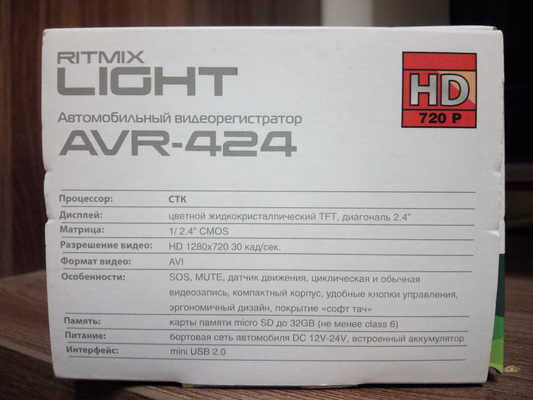 RITMIX
LIGHT
Автомобильный видеорегистратор
AVR-424
HD
720 P
Процессор: СТК
Дисплей: цветной жидкокристаллический TFT, диагональ 2.4"
Матрица: 1/ 2.4" CMOS
Разрешение видео: HD 1280x720 30 кад/сек.
Формат видео: AVI
Особенности: SOS, MUTE, датчик движения, циклическая и обычная
видеозапись, компактный корпус, удобные кнопки управления,
эргономичный дизайн, покрытие «софт тач»
Память: карты памяти micro SD до 32GB (не менее class 6)
Питание: бортовая сеть автомобиля DC 12V-24V, встроенный аккумулятор
Интерфейс: mini USB 2.0